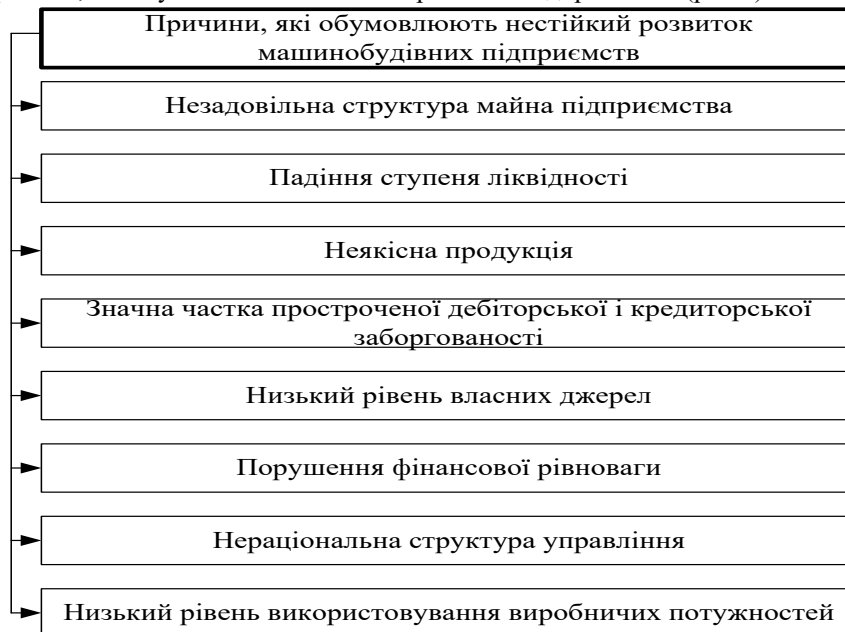 Причини, які обумовлюють нестійкий розвиток
машинобудівних підприємств
Незадовільна структура майна підприємства
Падіння ступеня ліквідності
Неякісна продукція
Значна частка простроченої дебіторської і кредиторської
заборгованості
Низький рівень власних джерел
Порушення фінансової рівноваги
Нераціональна структура управління
Низький рівень використовування виробничих потужностей